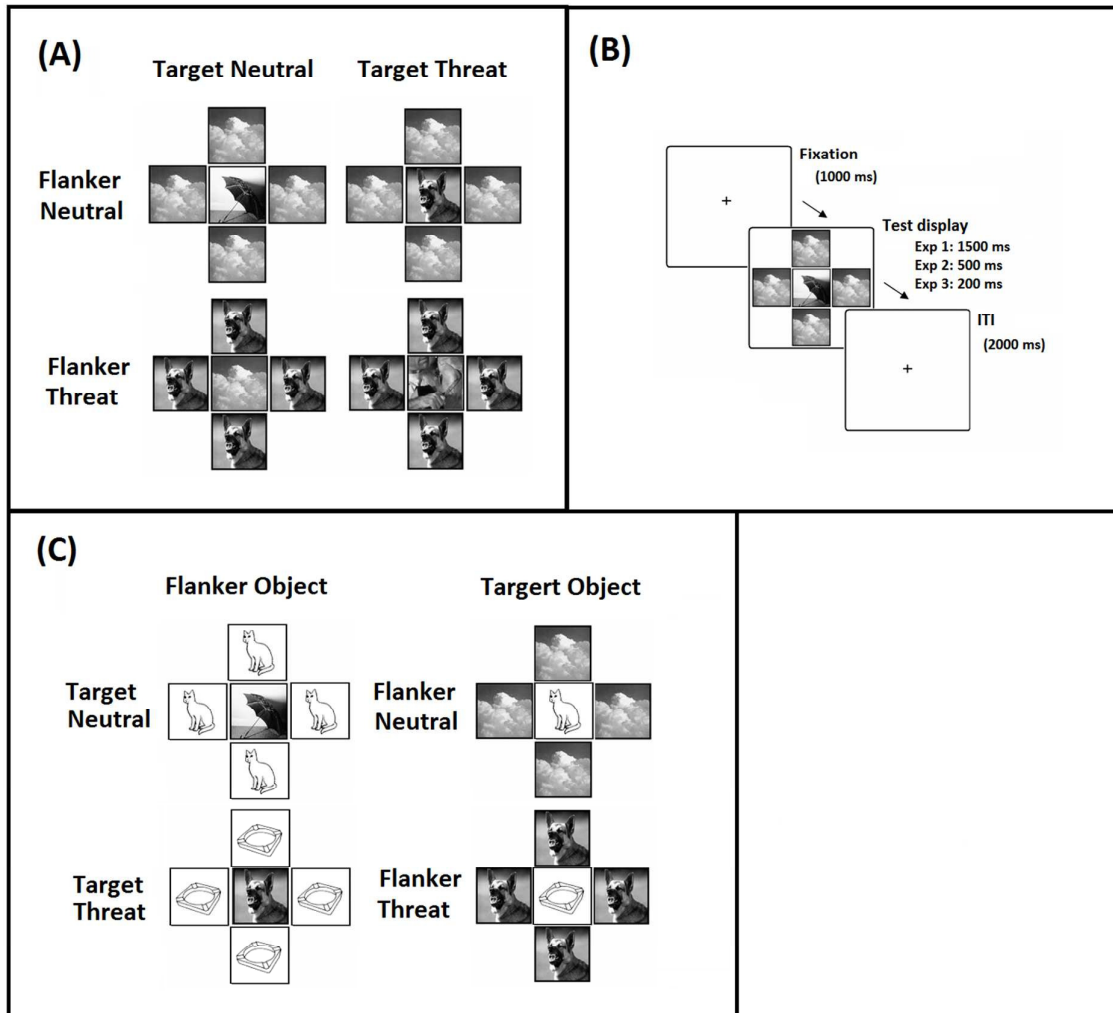 (A)
Target Neutral
Target Threat
Flanker
Neutral
Flanker
Threat
(B)
Fixation
(1000 ms)
Test display
Exp 1: 1500 ms
Exp 2: 500 ms
Exp 3: 200 ms
ITI
(2000 ms)
(C)
Flanker Object
Targert Object
Target
Neutral
Flanker
Neutral
Target
Threat
Flanker
Threat